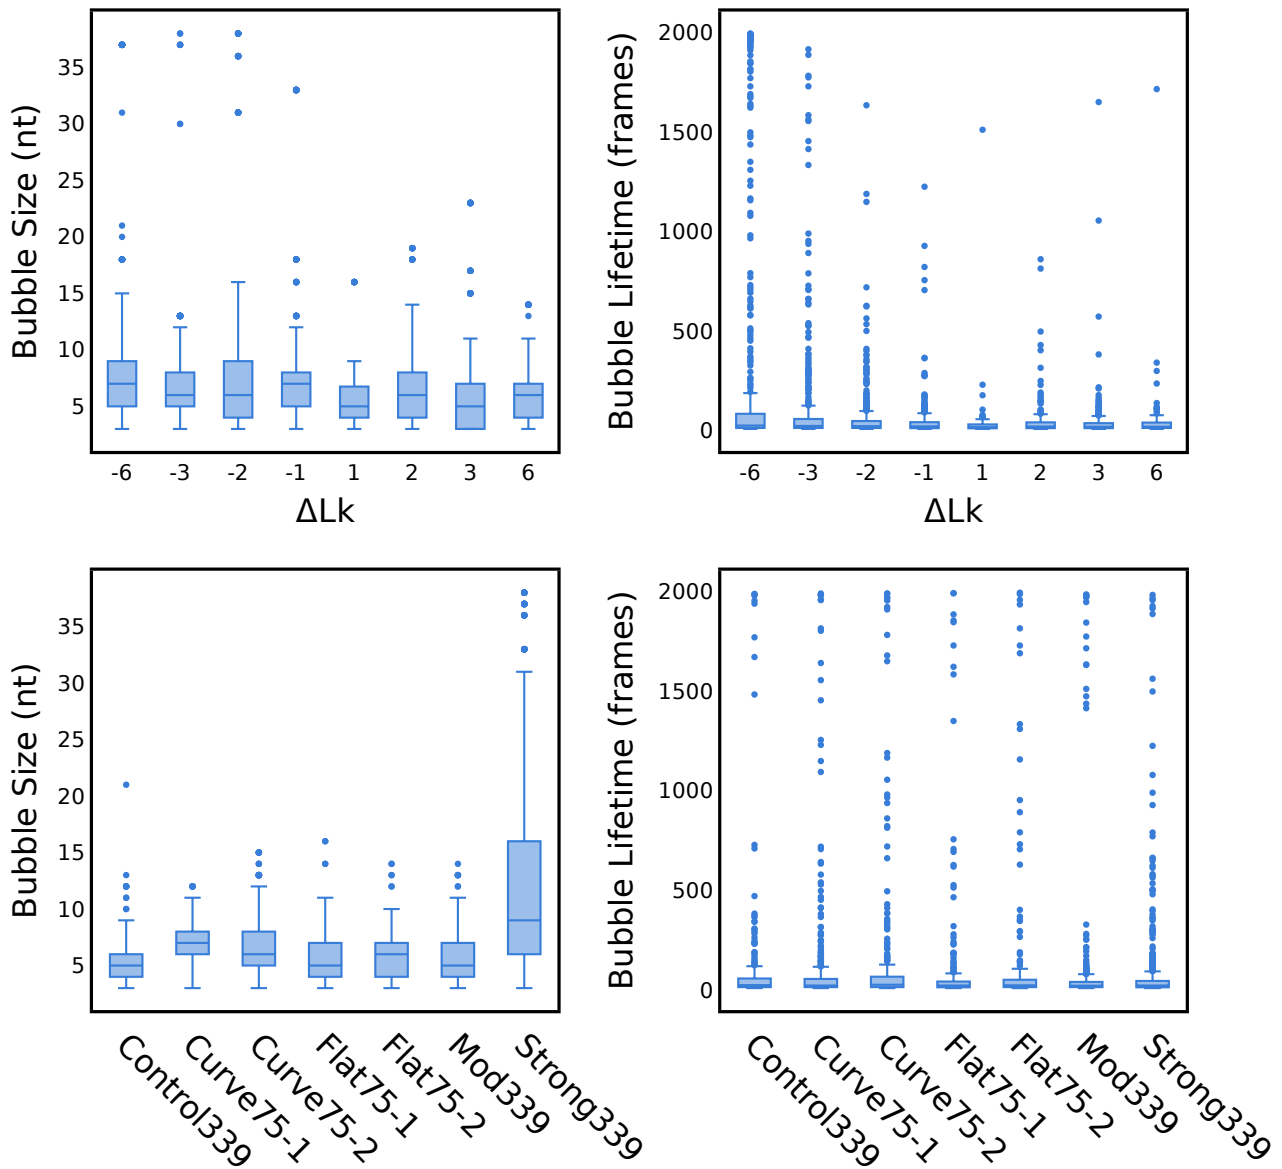 Bubble Size (nt)
35
30
25
20
15
10
5
-6 -3 -2 -1 1 2 3 6
ΔLk
Bubble Lifetime (frames)
2000
1500
1000
500
0
-6 -3 -2 -1 1 2 3 6
ΔLk
Bubble Size (nt)
35
30
25
20
15
10
5
Control339
Curve75-1
Curve75-2
Flat75-1
Flat75-2
Mod339
Strong339
Bubble Lifetime (frames)
2000
1500
1000
500
0
Control339
Curve75-1
Curve75-2
Flat75-1
Flat75-2
Mod339
Strong339